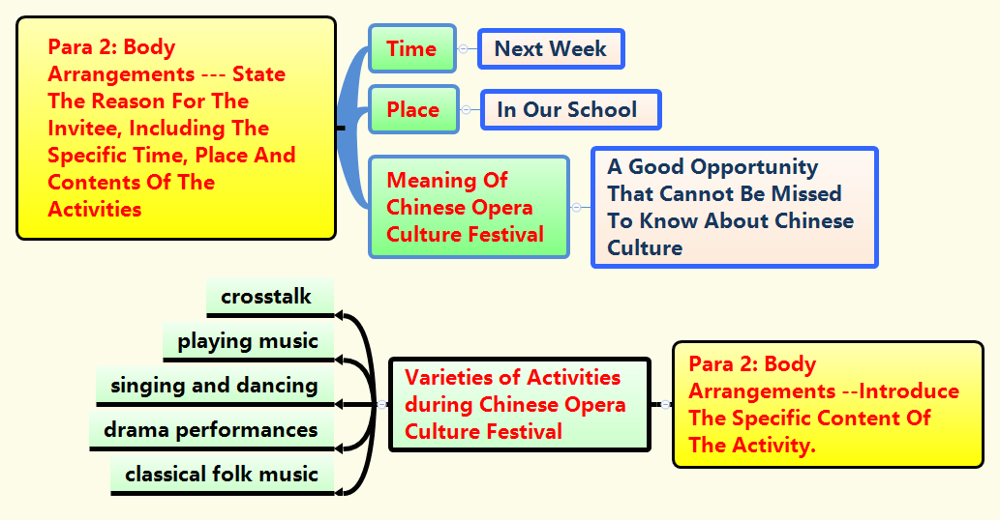 Para 2: Body
Arrangements --- State
The Reason For The
Invitee, Including The
Specific Time, Place And
Contents Of The
Activities
Time
Next Week
Place
In Our School
Meaning Of
Chinese Opera
Culture Festival
A Good Opportunity
That Cannot Be Missed
To Know About Chinese
Culture
crosstalk
playing music
singing and dancing
drama performances
classical folk music
Varieties of Activities
during Chinese Opera
Culture Festival
Para 2: Body
Arrangements --Introduce
The Specific Content Of
The Activity.